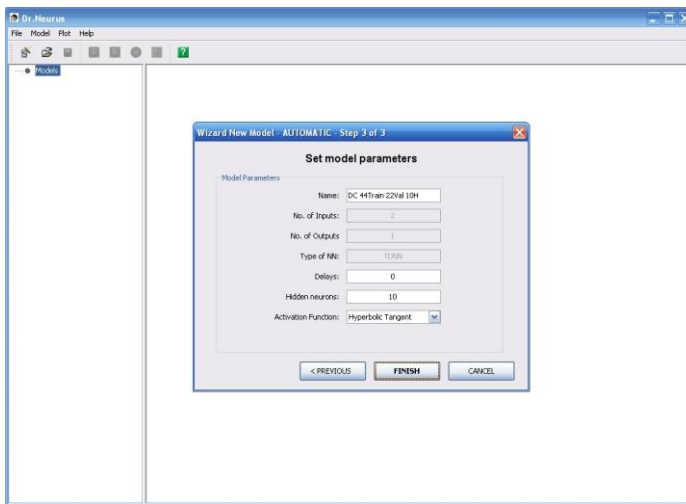 Dr.Neurus
File Model Plot Help
Models
Wizard New Model - AUTOMATIC - Step 3 of 3
Set model parameters
Model Parameters
Name: DC 44Train 22Val 10H
No. of Inputs: 2
No. of Outputs 1
Type of NN: TDNN
Delays: 0
Hidden neurons: 10
Activation Function: Hyperbolic Tangent
< PREVIOUS FINISH CANCEL